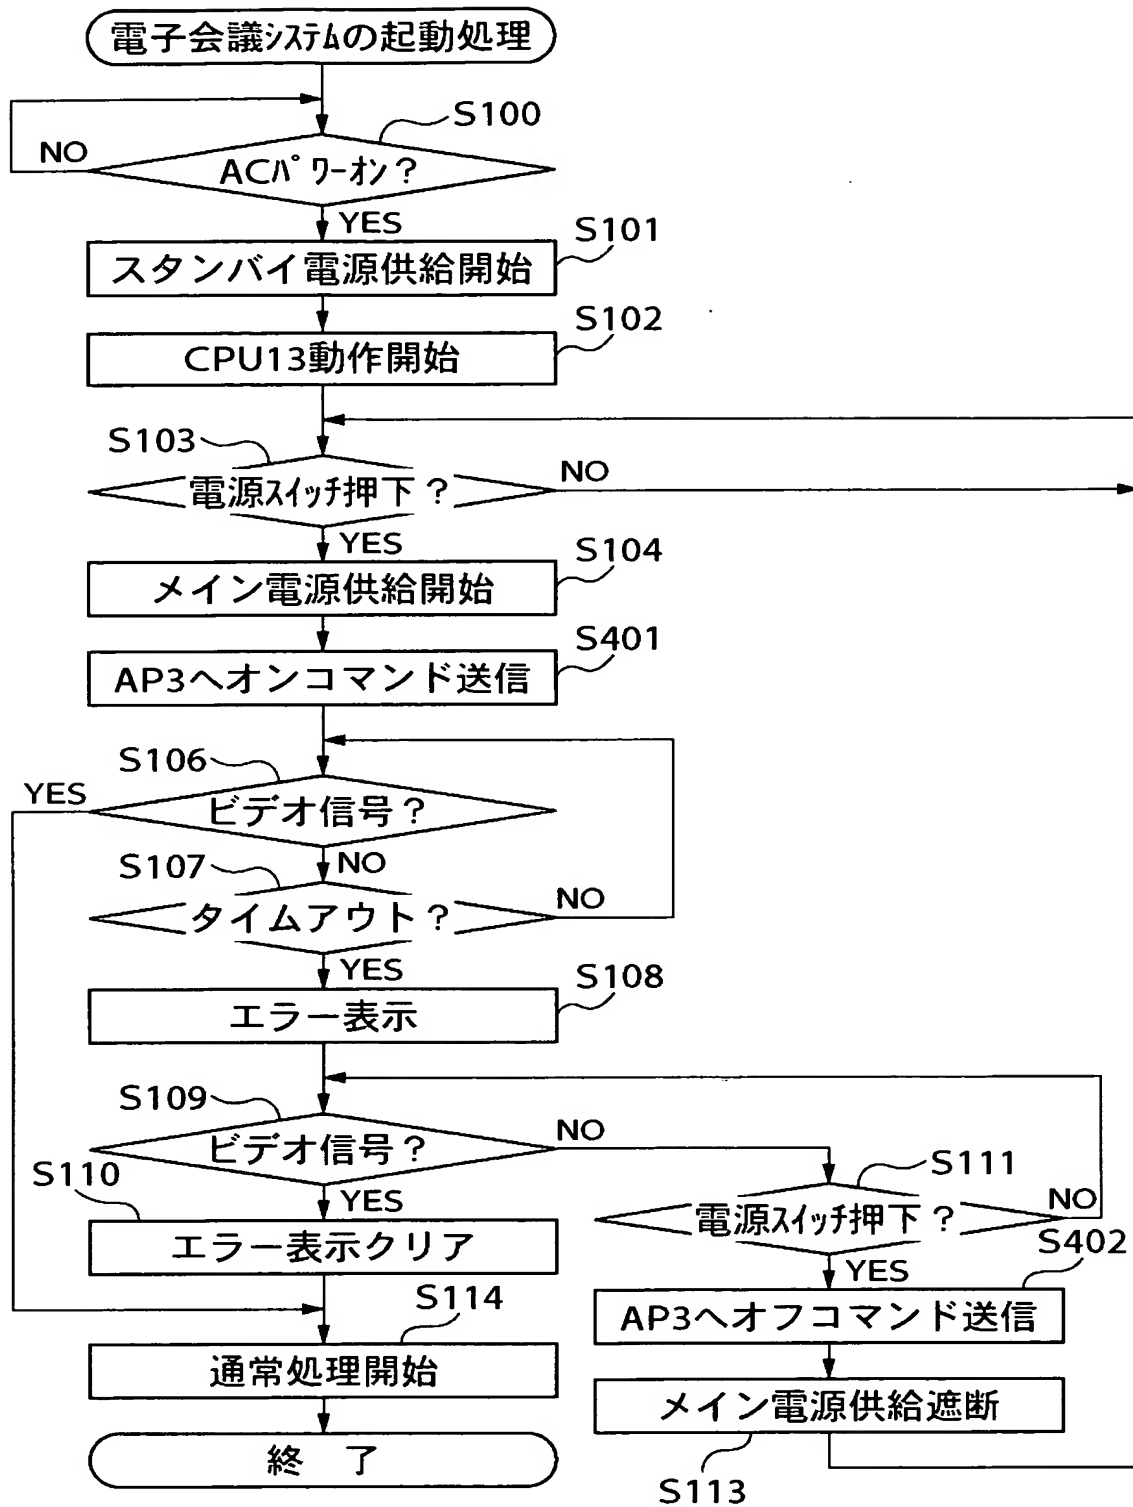 電子会議ｼｽﾃﾑの起動処理
S100
NO
ACﾊﾟﾜｰｵﾝ？
YES
S101
スタンバイ電源供給開始
S102
CPU13動作開始
S103
電源ｽｲｯﾁ押下？
NO
YES
S104
メイン電源供給開始
S401
AP3へオンコマンド送信
S106
YES
ビデオ信号？
S107
NO
タイムアウト？
NO
YES
S108
エラー表示
S109
ビデオ信号？
NO
S110
YES
S111
電源ｽｲｯﾁ押下？
NO
エラー表示クリア
YES
S402
S114
AP3へオフコマンド送信
通常処理開始
メイン電源供給遮断
終　了
S113